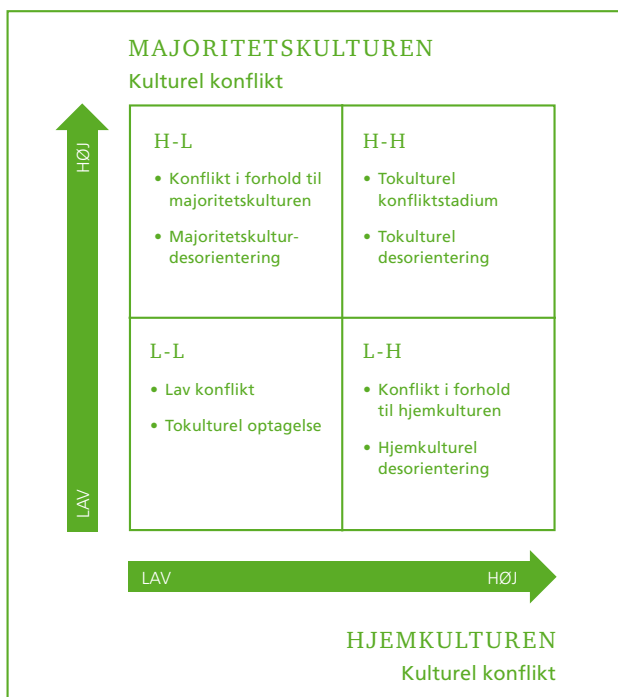 MAJORITETSKULTUREN
Kulturel konflikt
HØJ
LAV
H-L
• Konflikt i forhold til
majoritetskulturen
• Majoritetskultur-
desorientering
H-H
• Tokulturel
konfliktstadium
• Tokulturel
desorientering
L-L
• Lav konflikt
• Tokulturel optagelse
L-H
• Konflikt i forhold
til hjemkulturen
• Hjemkulturel
desorientering
LAV
HØJ
HJEMKULTUREN
Kulturel konflikt